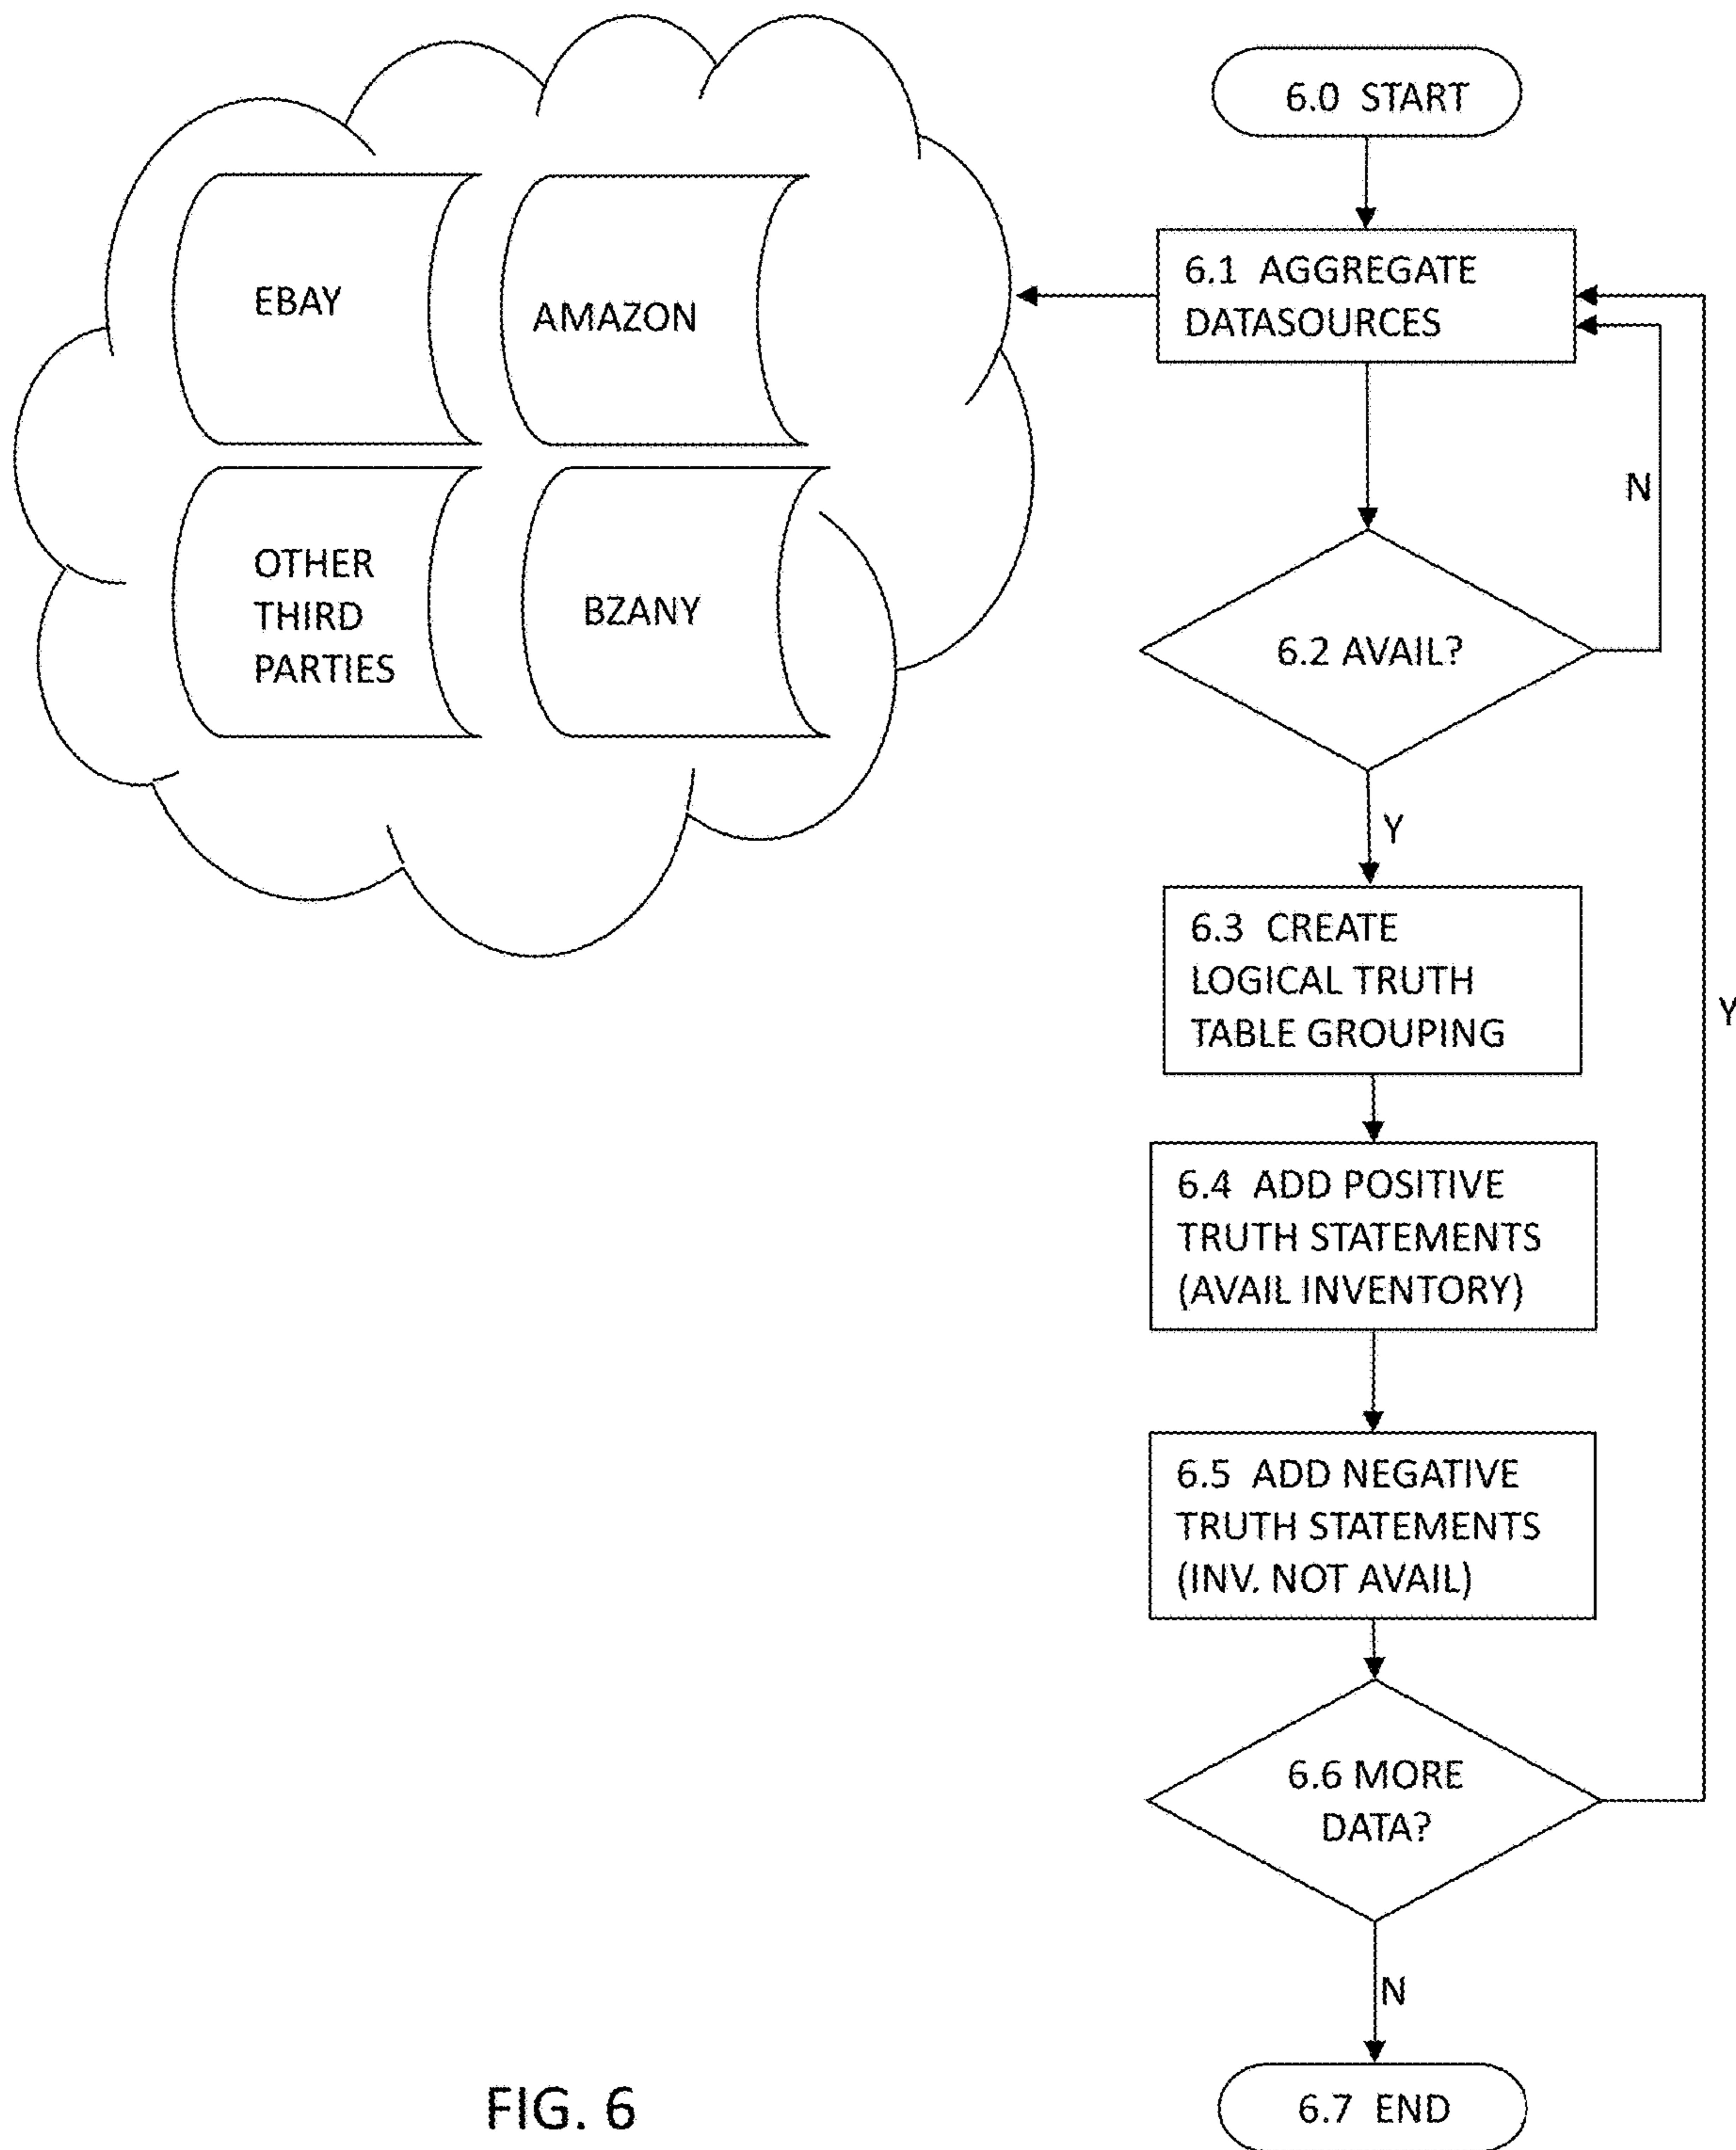 EBAY
AMAZON
OTHER
THIRD
PARTIES
BZANY
6.0 START
6.1 AGGREGATE
DATASOURCES
N
6.2 AVAIL?
Y
6.3 CREATE
LOGICAL TRUTH
TABLE GROUPING
Y
6.4 ADD POSITIVE
TRUTH STATEMENTS
(AVAIL INVENTORY)
6.5 ADD NEGATIVE
TRUTH STATEMENTS
(INV. NOT AVAIL)
6.6 MORE
DATA?
N
6.7 END
FIG. 6